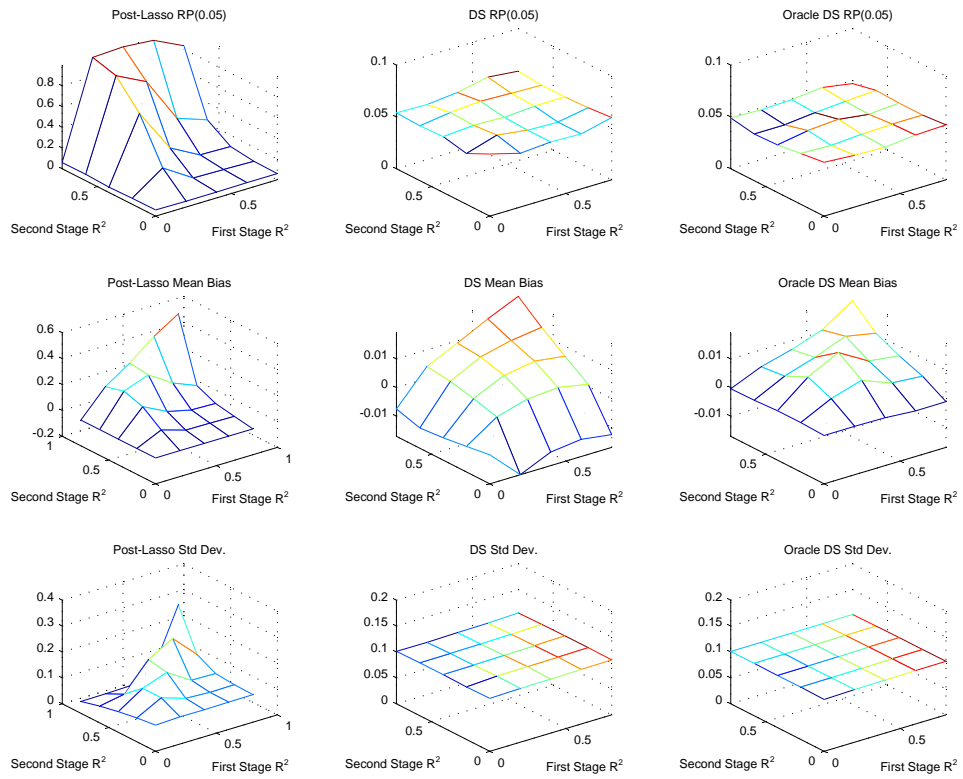 Post-Lasso RP(0.05)
0.8
0.6
0.4
0.2
0
0.5
0
0
0.5
Second Stage R²
First Stage R²
DS RP(0.05)
0.1
0.05
0
0.5
0
0
0.5
Second Stage R²
First Stage R²
Oracle DS RP(0.05)
0.1
0.05
0
0.5
0
0
0.5
Second Stage R²
First Stage R²
Post-Lasso Mean Bias
0.6
0.4
0.2
0
-0.2
1
0.5
0
0
0.5
1
Second Stage R²
First Stage R²
DS Mean Bias
0.01
0
-0.01
0.5
0
0
0.5
Second Stage R²
First Stage R²
Oracle DS Mean Bias
0.01
0
-0.01
0.5
0
0
0.5
Second Stage R²
First Stage R²
Post-Lasso Std Dev.
0.4
0.3
0.2
0.1
0
1
0.5
0
0
0.5
1
Second Stage R²
First Stage R²
DS Std Dev.
0.2
0.15
0.1
0.05
0
0.5
0
0
0.5
Second Stage R²
First Stage R²
Oracle DS Std Dev.
0.2
0.15
0.1
0.05
0
0.5
0
0
0.5
Second Stage R²
First Stage R²